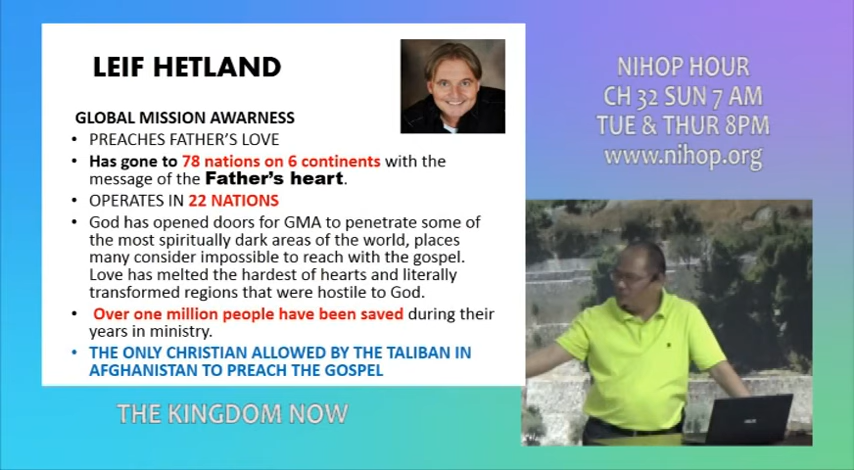 LEIF HETLAND
GLOBAL MISSION AWARNESS
• PREACHES FATHER'S LOVE
• Has gone to 78 nations on 6 continents with the
message of the Father's heart.
• OPERATES IN 22 NATIONS
• God has opened doors for GMA to penetrate some of
the most spiritually dark areas of the world, places
many consider impossible to reach with the gospel.
Love has melted the hardest of hearts and literally
transformed regions that were hostile to God.
• Over one million people have been saved during their
years in ministry.
• THE ONLY CHRISTIAN ALLOWED BY THE TALIBAN IN
AFGHANISTAN TO PREACH THE GOSPEL
THE KINGDOM NOW
NIHOP HOUR
CH 32 SUN 7 AM
TUE & THUR 8PM
www.nihop.org